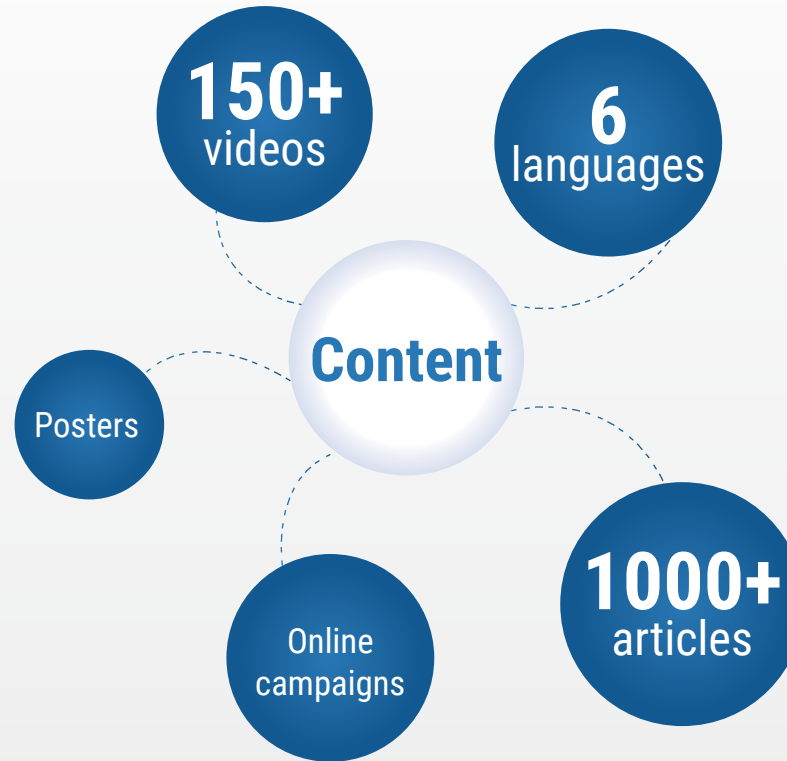 150+
videos
6
languages
Content
Posters
Online
campaigns
1000+
articles